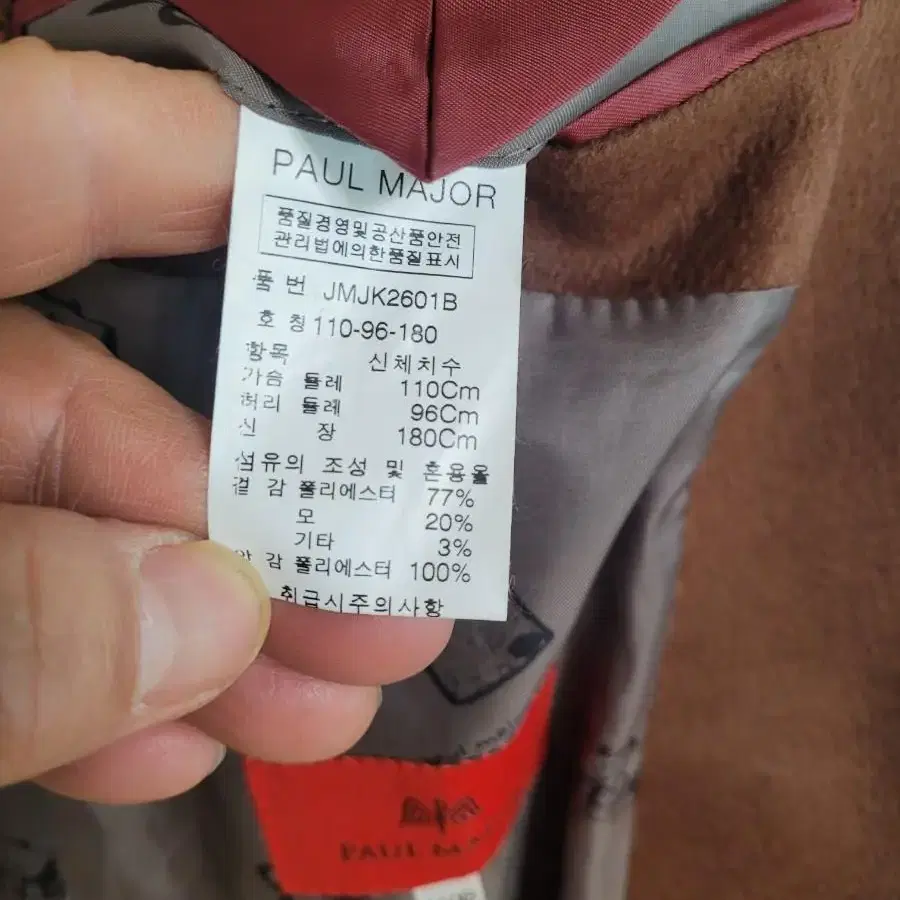 PAUL MAJOR
품질경영및공산품안전
관리법에의한품질표시
품 번 JMJK2601B
호 칭 110-96-180
항목 신체치수
가슴 둘레 110Cm
허리 둘레 96Cm
신 장 180Cm
섬유의 조성 및 혼용율
겉 감 폴리에스터 77%
모 20%
기타 3%
감 폴리에스터 100%
취급시주의사항
PAUL